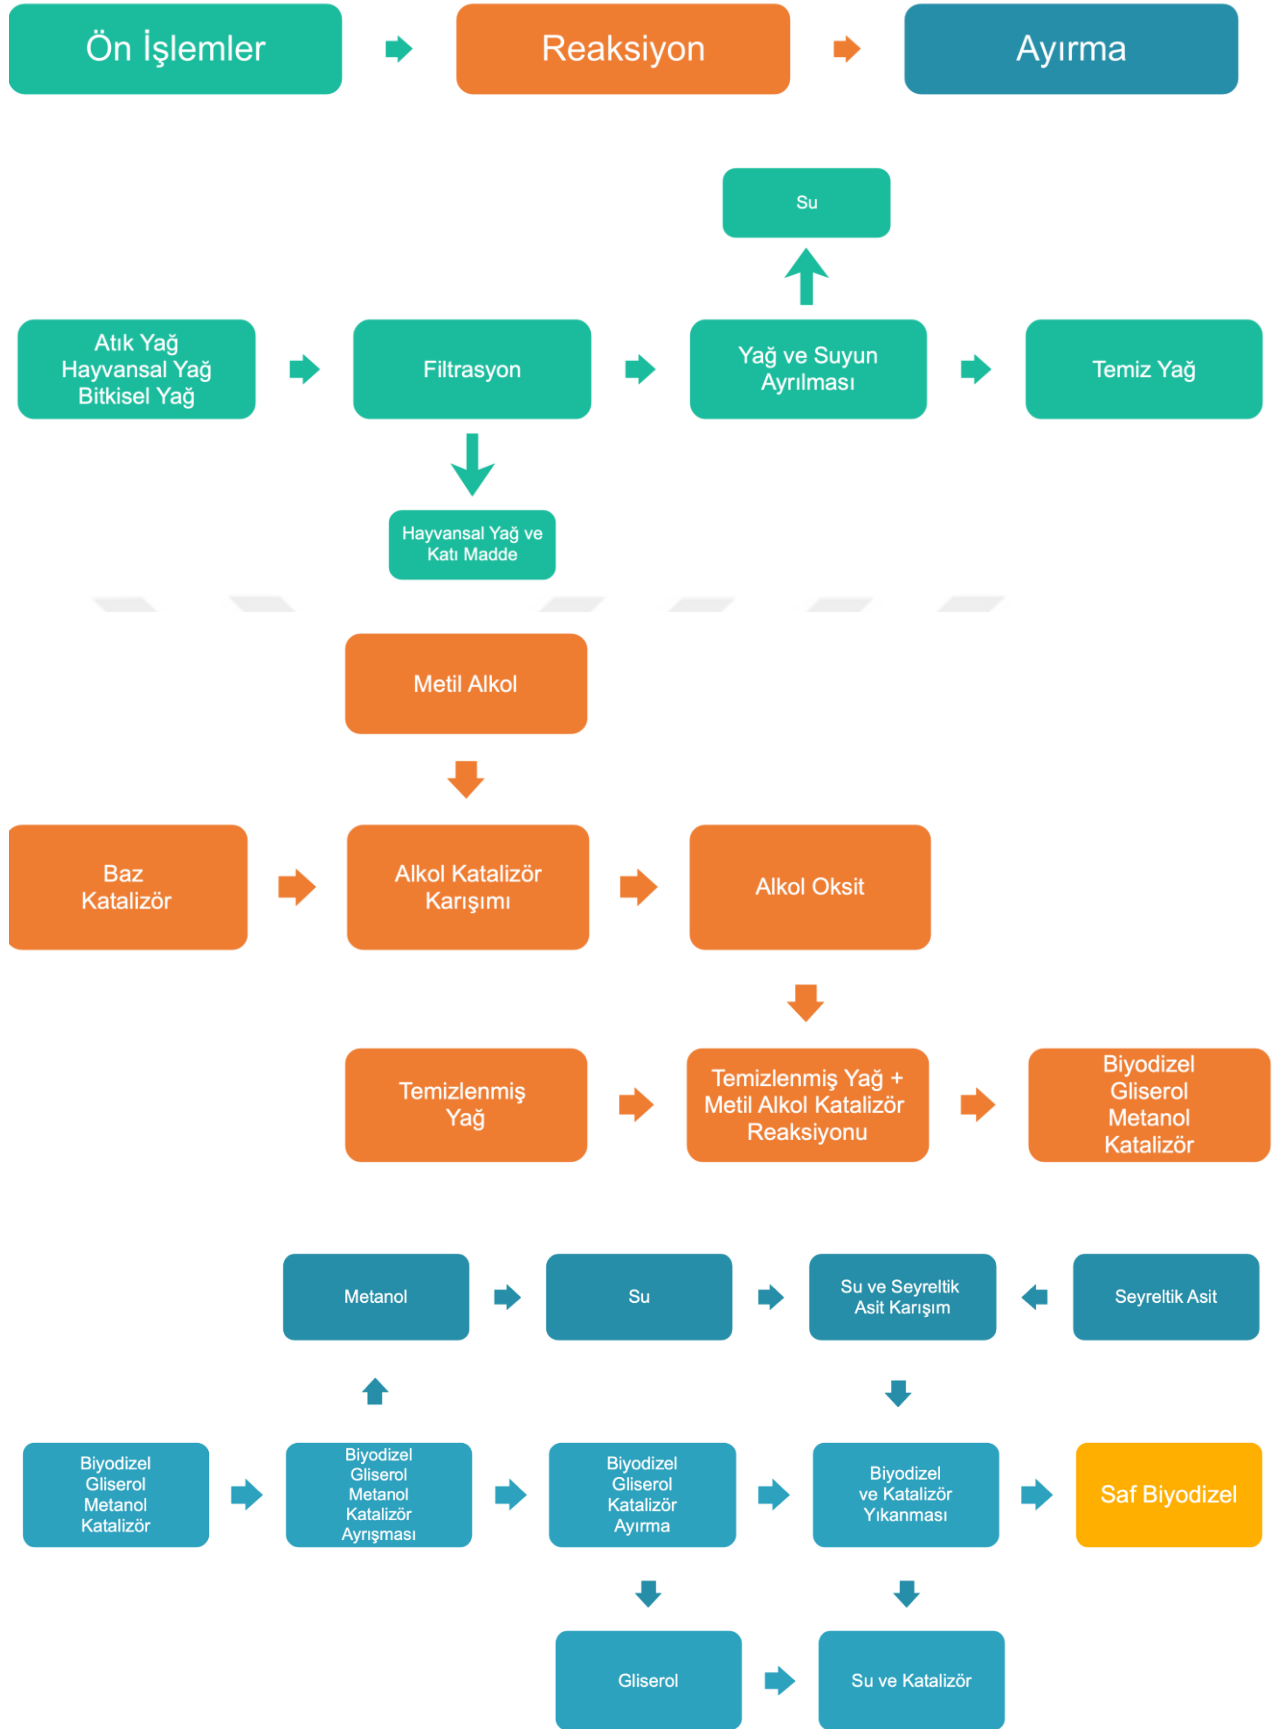 Ön İşlemler
Reaksiyon
Ayırma
Su
Atık Yağ
Hayvansal Yağ
Bitkisel Yağ
Filtrasyon
Yağ ve Suyun
Ayrılması
Temiz Yağ
Hayvansal Yağ ve
Katı Madde
Metil Alkol
Baz
Katalizör
Alkol Katalizör
Karışımı
Alkol Oksit
Temizlenmiş
Yağ
Temizlenmiş Yağ +
Metil Alkol Katalizör
Reaksiyonu
Biyodizel
Gliserol
Metanol
Katalizör
Metanol
Su
Su ve Seyreltik
Asit Karışım
Seyreltik Asit
Biyodizel
Gliserol
Metanol
Katalizör
Biyodizel
Gliserol
Metanol
Katalizör
Ayrışması
Biyodizel
Gliserol
Katalizör
Ayırma
Biyodizel
ve Katalizör
Yıkanması
Saf Biyodizel
Gliserol
Su ve Katalizör